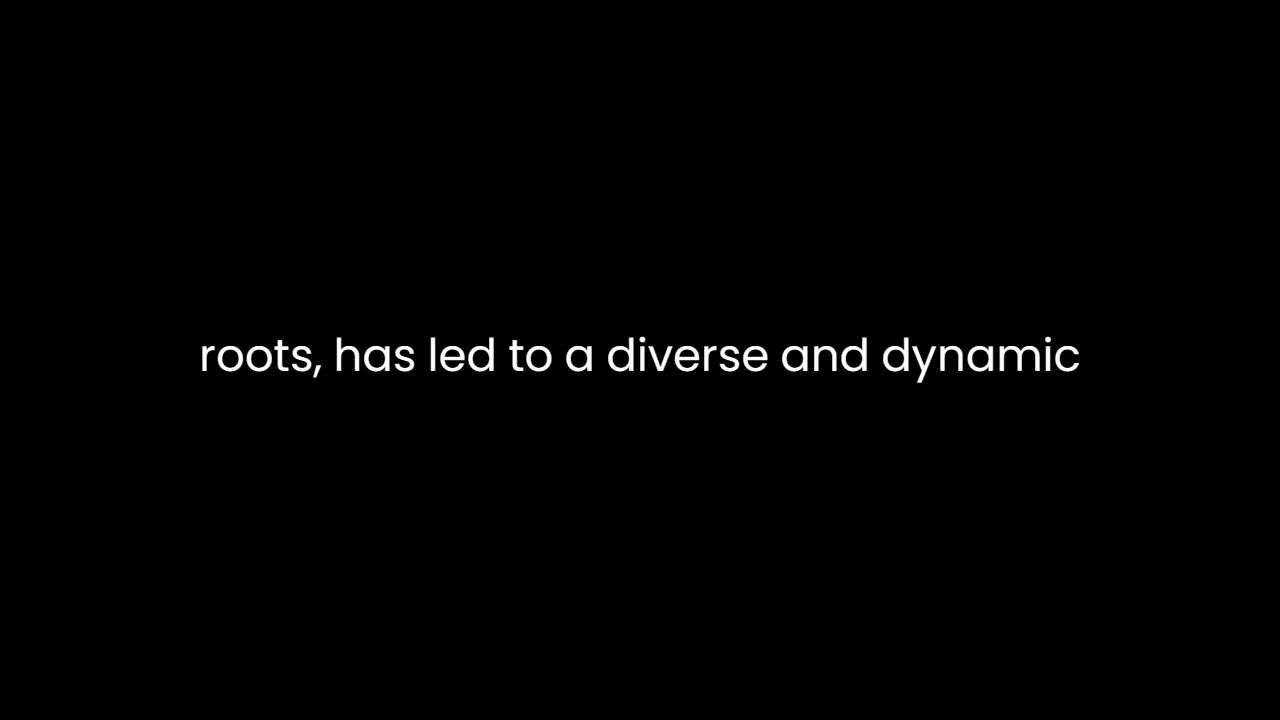 roots, has led to a diverse and dynamic